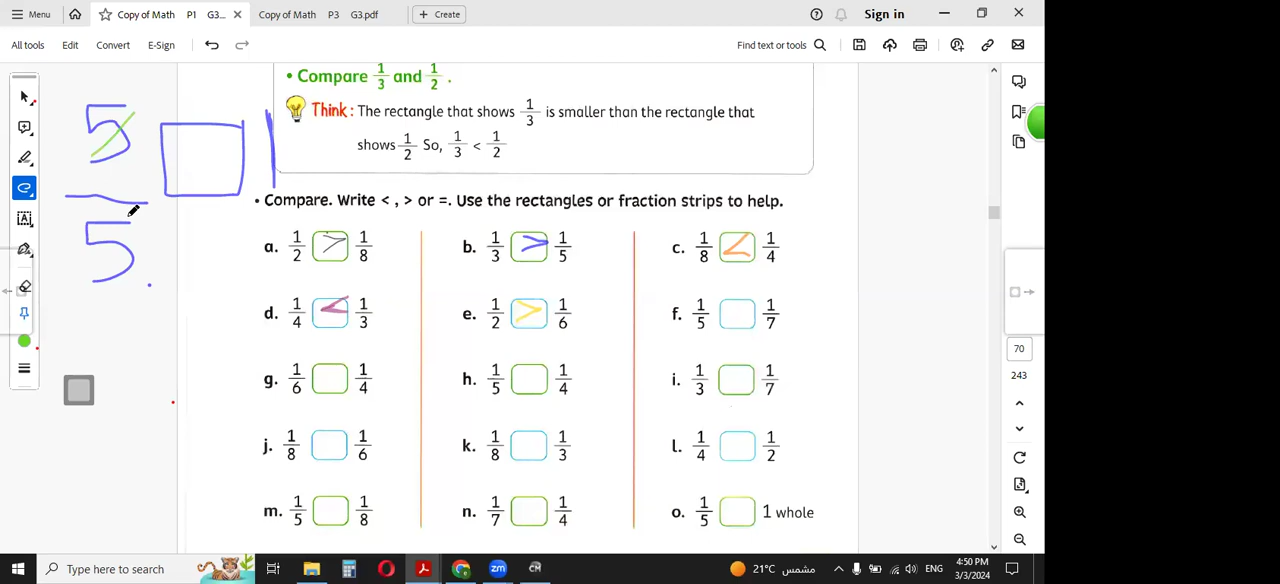 Menu Copy of Math P1 G3... Copy of Math P3 G3.pdf + Create Sign in
All tools Edit Convert E-Sign Find text or tools
• Compare 1/3 and 1/2 .
Think : The rectangle that shows 1/3 is smaller than the rectangle that
shows 1/2 So, 1/3 < 1/2
5/5 1
• Compare. Write < , > or =. Use the rectangles or fraction strips to help.
a. 1/2 > 1/8 b. 1/3 > 1/5 c. 1/8 < 1/4
d. 1/4 < 1/3 e. 1/2 > 1/6 f. 1/5 1/7
g. 1/6 1/4 h. 1/5 1/4 i. 1/3 1/7
j. 1/8 1/6 k. 1/8 1/3 l. 1/4 1/2
m. 1/5 1/8 n. 1/7 1/4 o. 1/5 1 whole
70
243
Type here to search 21°C مشمس ENG 4:50 PM
3/3/2024